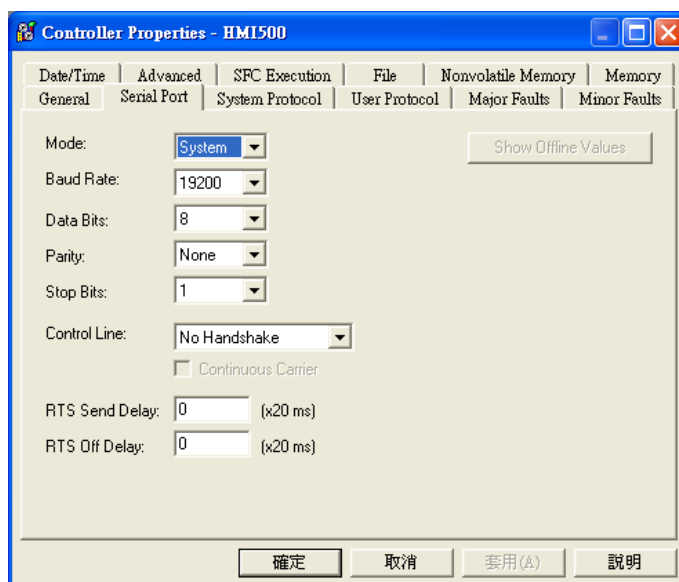 Controller Properties - HMI500
Date/Time Advanced SFC Execution File Nonvolatile Memory Memory
General Serial Port System Protocol User Protocol Major Faults Minor Faults
Mode: System Show Offline Values
Baud Rate: 19200
Data Bits: 8
Parity: None
Stop Bits: 1
Control Line: No Handshake
Continuous Carrier
RTS Send Delay: 0 (x20 ms)
RTS Off Delay: 0 (x20 ms)
確定 取消 套用(A) 說明